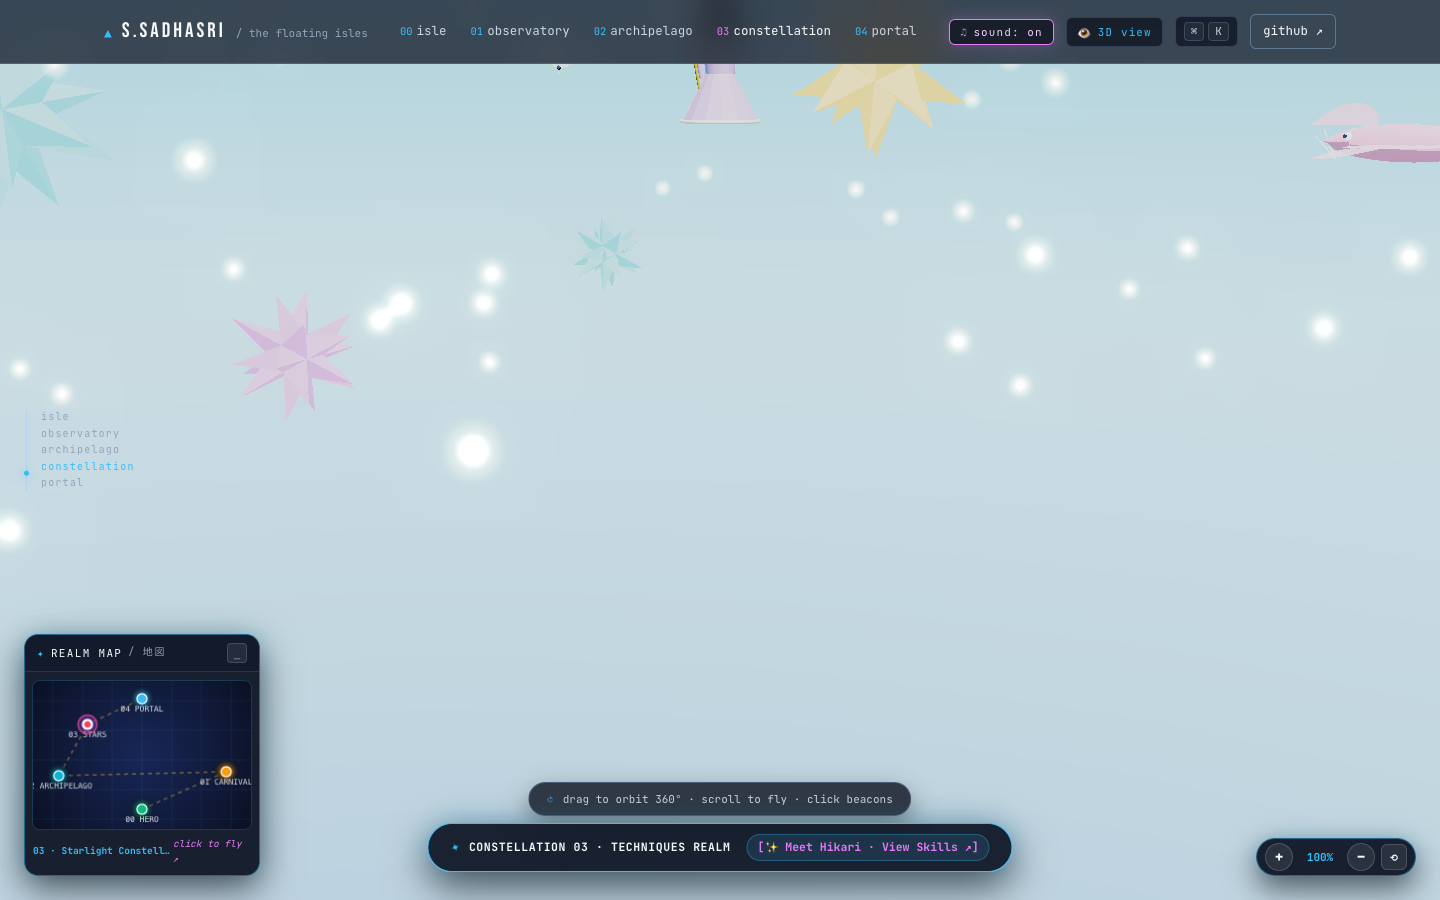 ▲ S.SADHASRI / the floating isles 00 isle 01 observatory 02 archipelago 03 constellation 04 portal ♫ sound: on 👁 3D view ⌘ K github ↗
isle
observatory
archipelago
constellation
portal
✦ REALM MAP / 地図 _
04 PORTAL
03 STARS
ARCHIPELAGO 01 CARNIVAL
00 HERO
03 · Starlight Constell… click to fly ↗
drag to orbit 360° · scroll to fly · click beacons
✦ CONSTELLATION 03 · TECHNIQUES REALM [✨ Meet Hikari · View Skills ↗]
+ 100% − ⟲